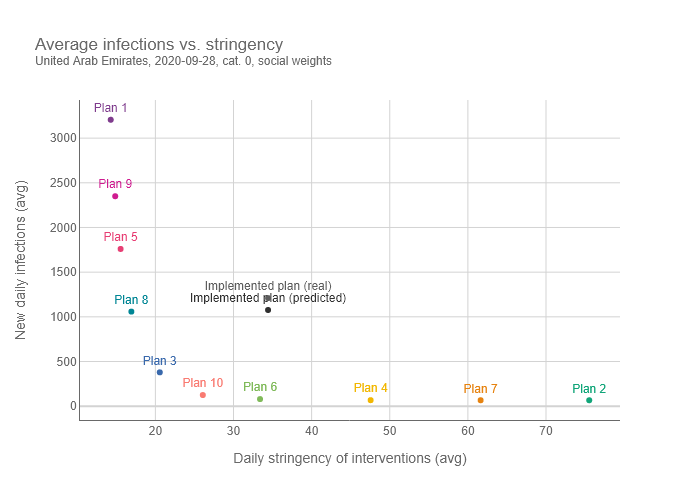 Average infections vs. stringency
United Arab Emirates, 2020-09-28, cat. 0, social weights
Plan 1
3000
Plan 9
2500
Plan 5
2000
1500
Implemented plan (real)
Implemented plan (predicted)
Plan 8
1000
Plan 3
500
Plan 10
Plan 6
Plan 4
Plan 7
Plan 2
0
20
30
40
50
60
70
New daily infections (avg)
Daily stringency of interventions (avg)